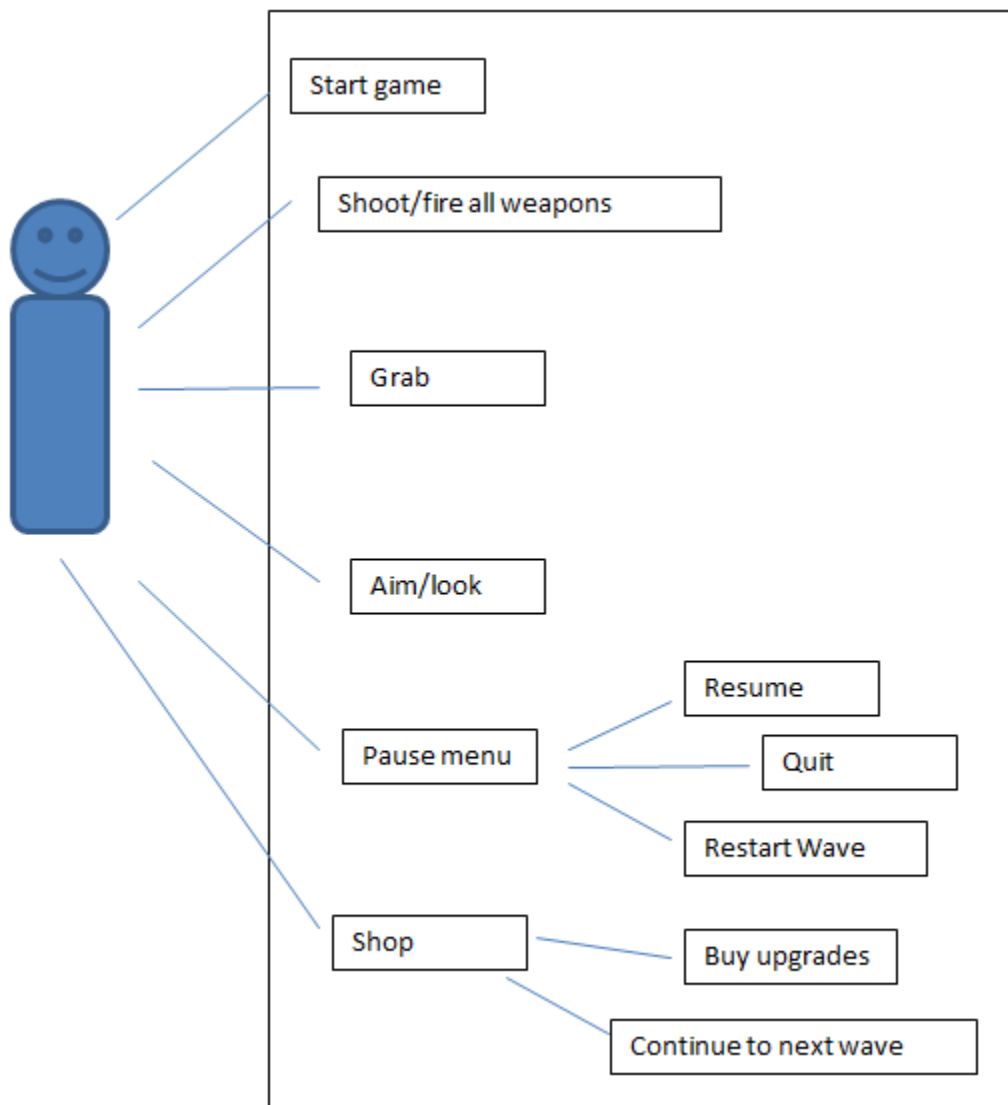 Start game
Shoot/fire all weapons
Grab
Aim/look
Resume
Pause menu
Quit
Restart Wave
Shop
Buy upgrades
Continue to next wave